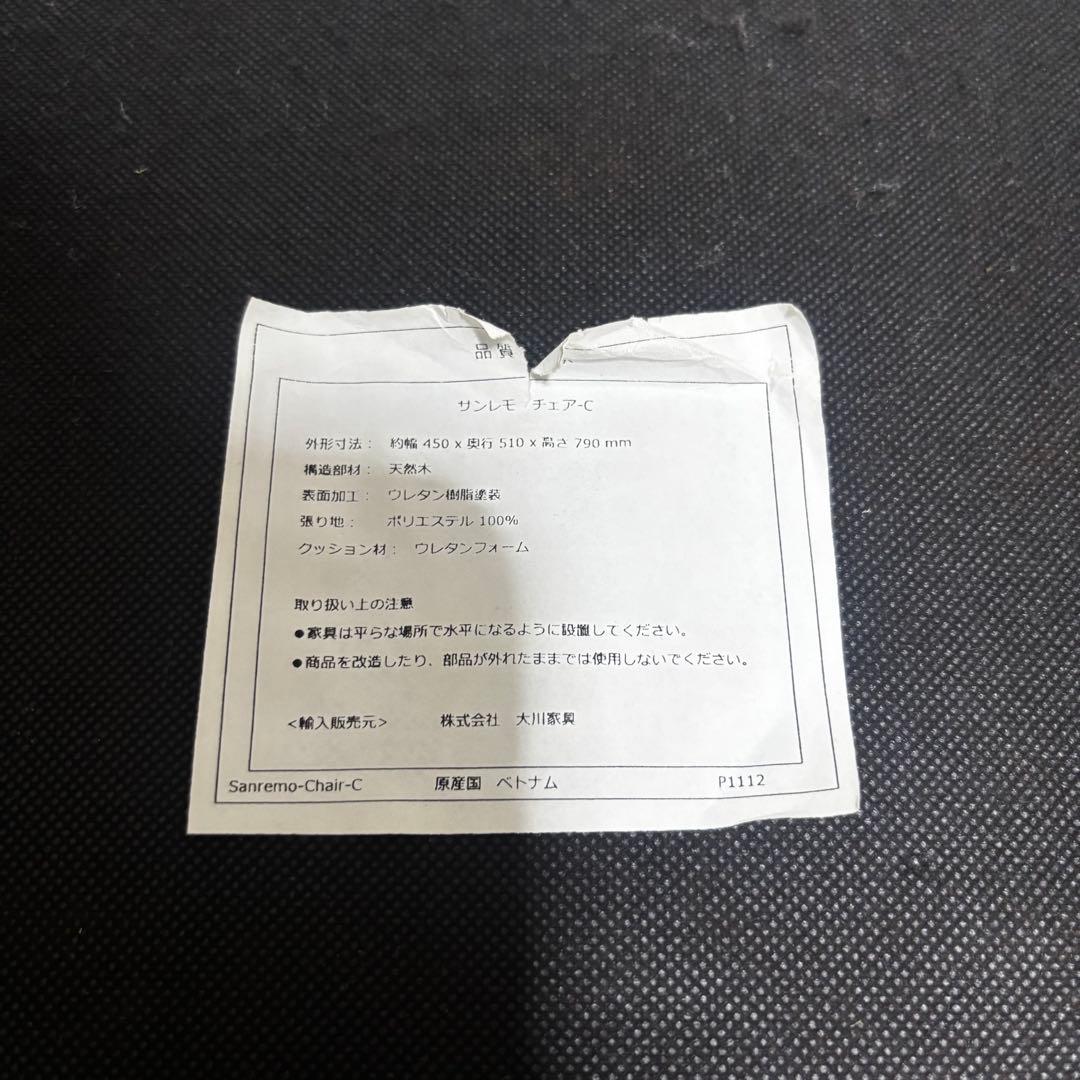 品質
サンレモ チェア-C
外形寸法： 約幅 450 x 奥行 510 x 高さ 790 mm
構造部材： 天然木
表面加工： ウレタン樹脂塗装
張り地： ポリエステル 100%
クッション材： ウレタンフォーム
取り扱い上の注意
●家具は平らな場所で水平になるように設置してください。
●商品を改造したり、部品が外れたままでは使用しないでください。
<輸入販売元> 株式会社 大川家具
Sanremo-Chair-C 原産国 ベトナム P1112